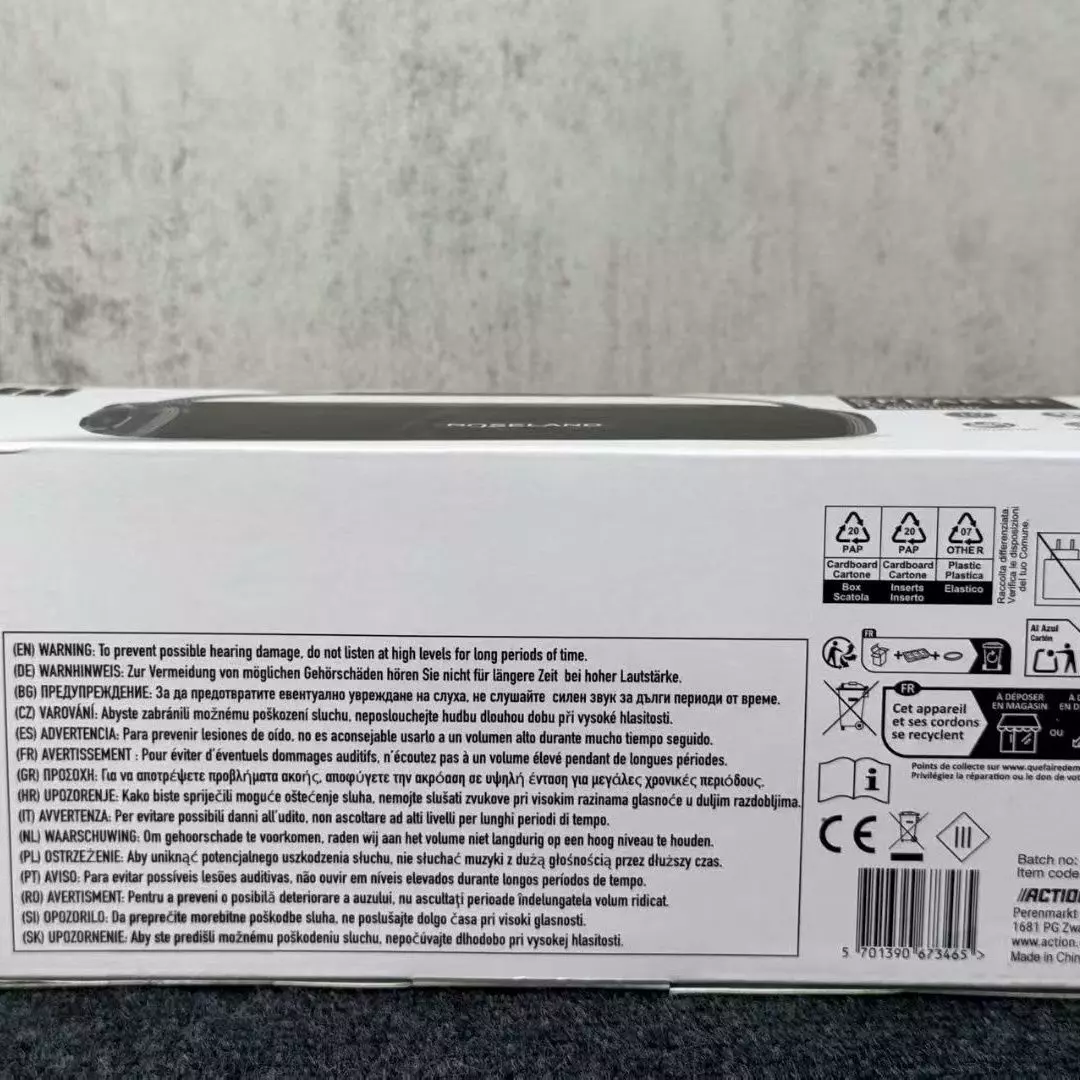 ROSELAND
20
PAP
Cardboard
Cartone
Box
Scatola
20
PAP
Cardboard
Cartone
Inserts
Inserto
07
OTHER
Plastic
Plastica
Elastico
Raccolta differenziata.
Verifica le disposizioni
del tuo Comune.
(EN) WARNING: To prevent possible hearing damage, do not listen at high levels for long periods of time.
(DE) WARNHINWEIS: Zur Vermeidung von möglichen Gehörschäden hören Sie nicht für längere Zeit bei hoher Lautstärke.
(BG) ПРЕДУПРЕЖДЕНИЕ: За да предотвратите евентуално увреждане на слуха, не слушайте силен звук за дълги периоди от време.
(CZ) VAROVÁNÍ: Abyste zabránili možnému poškození sluchu, neposlouchejte hudbu dlouhou dobu při vysoké hlasitosti.
(ES) ADVERTENCIA: Para prevenir lesiones de oído. no es aconsejable usarlo a un volumen alto durante mucho tiempo seguido.
(FR) AVERTISSEMENT : Pour éviter d'éventuels dommages auditifs, n'écoutez pas à un volume élevé pendant de longues périodes.
(GR) ΠΡΟΣΟΧΗ: Για να αποτρέψετε προβλήματα ακοής, αποφύγετε την ακρόαση σε υψηλή ένταση για μεγάλες χρονικές περιόδους.
(HR) UPOZORENJE: Kako biste spriječili moguće oštećenje sluha, nemojte slušati zvukove pri visokim razinama glasnoće u duljim razdobljima.
(IT) AVVERTENZA: Per evitare possibili danni all'udito, non ascoltare ad alti livelli per lunghi periodi di tempo.
(NL) WAARSCHUWING: Om gehoorschade te voorkomen, raden wij aan het volume niet langdurig op een hoog niveau te houden.
(PL) OSTRZEŻENIE: Aby uniknąć potencjalnego uszkodzenia słuchu, nie słuchać muzyki z dużą głośnością przez dłuższy czas.
(PT) AVISO: Para evitar possíveis lesões auditivas, não ouvir em níveis elevados durante longos períodos de tempo.
(RO) AVERTISMENT: Pentru a preveni o posibilă deteriorare a auzului, nu ascultați perioade îndelungatela volum ridicat.
(SI) OPOZORILO: Da preprečite morebitne poškodbe sluha, ne poslušajte dolgo časa pri visoki glasnosti.
(SK) UPOZORNENIE: Aby ste predišli možnému poškodeniu sluchu, nepočúvajte dlhodobo pri vysokej hlasitosti.
FR
Al Azul
Cartón
FR
Cet appareil
et ses cordons
se recyclent
À DÉPOSER
EN MAGASIN
OU
Points de collecte sur www.quefairedem
Privilégiez la réparation ou le don de vot
CE
5 701390 673465 >
Batch no:
Item code
//ACTIO
Perenmarkt
1681 PG Zwa
www.action.
Made in Chin